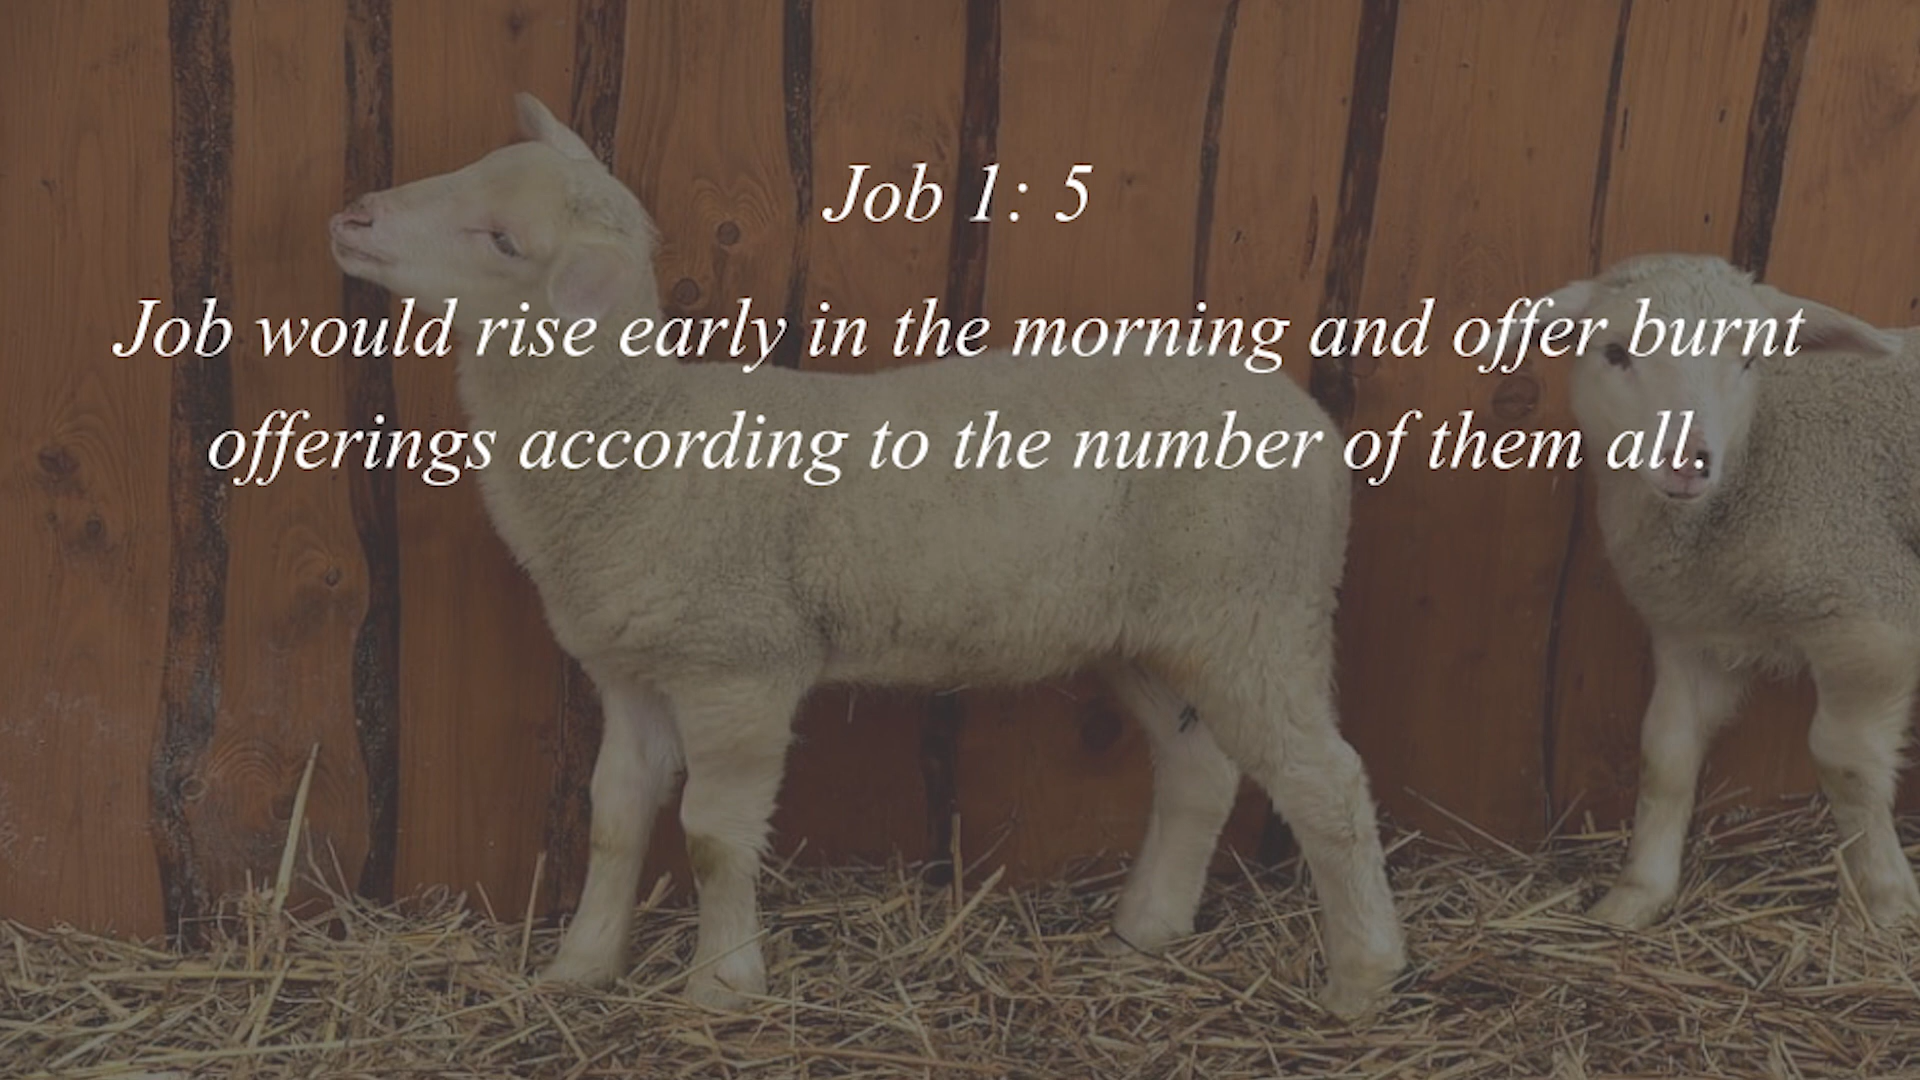 Job 1: 5
Job would rise early in the morning and offer burnt
offerings according to the number of them all.